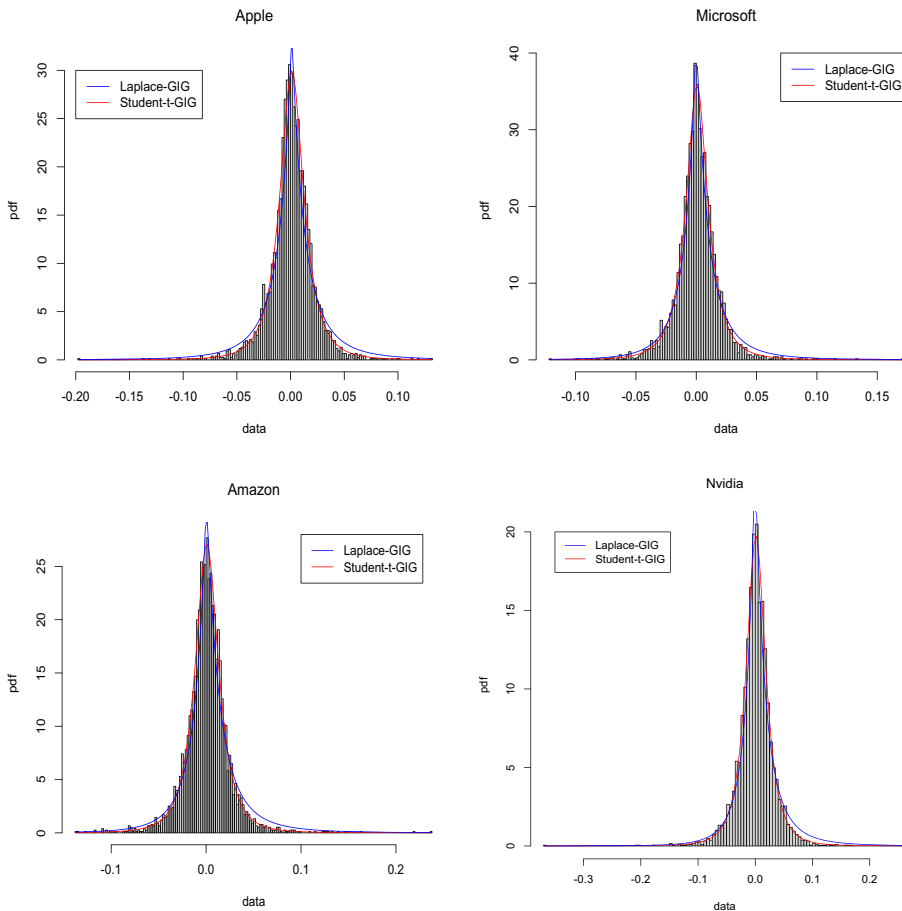 Apple
Laplace-GIG
Student-t-GIG
pdf
0
5
10
15
20
25
30
-0.20
-0.15
-0.10
-0.05
0.00
0.05
0.10
data
Microsoft
Laplace-GIG
Student-t-GIG
pdf
0
10
20
30
40
-0.10
-0.05
0.00
0.05
0.10
0.15
data
Amazon
Laplace-GIG
Student-t-GIG
pdf
0
5
10
15
20
25
-0.1
0.0
0.1
0.2
data
Nvidia
Laplace-GIG
Student-t-GIG
pdf
0
5
10
15
20
-0.3
-0.2
-0.1
0.0
0.1
0.2
data